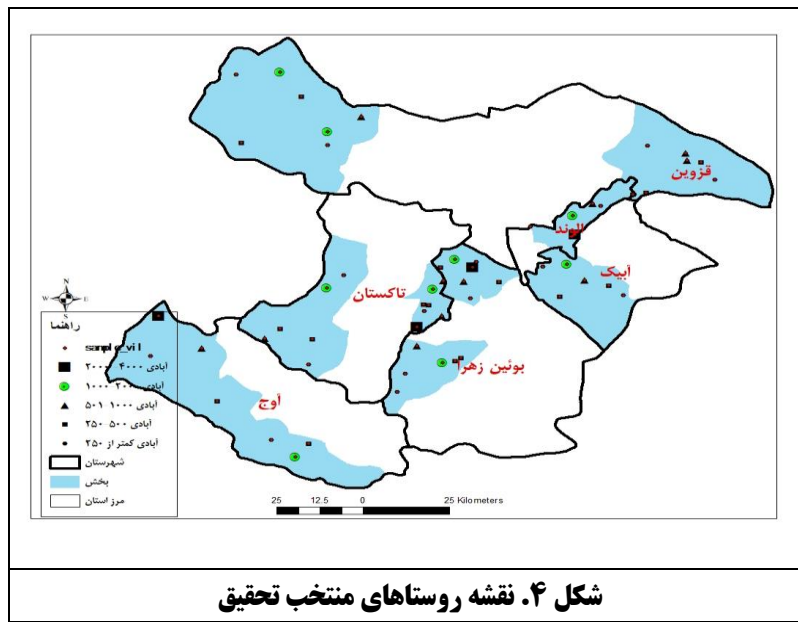 قزوین
الوند
آبیک
تاکستان
بوئین زهرا
آوج
N
W E
S
راهنما
آبادی ۴۰۰۰ ۲۰۰۰
آبادی ۲۰۰۰ ۱۰۰۰
آبادی ۱۰۰۰ ۵۰۱
آبادی ۵۰۰ ۲۵۰
آبادی کمتر از ۲۵۰
شهرستان
بخش
مرز استان
25 12.5 0 25 Kilometers
شکل ۴. نقشه روستاهای منتخب تحقیق